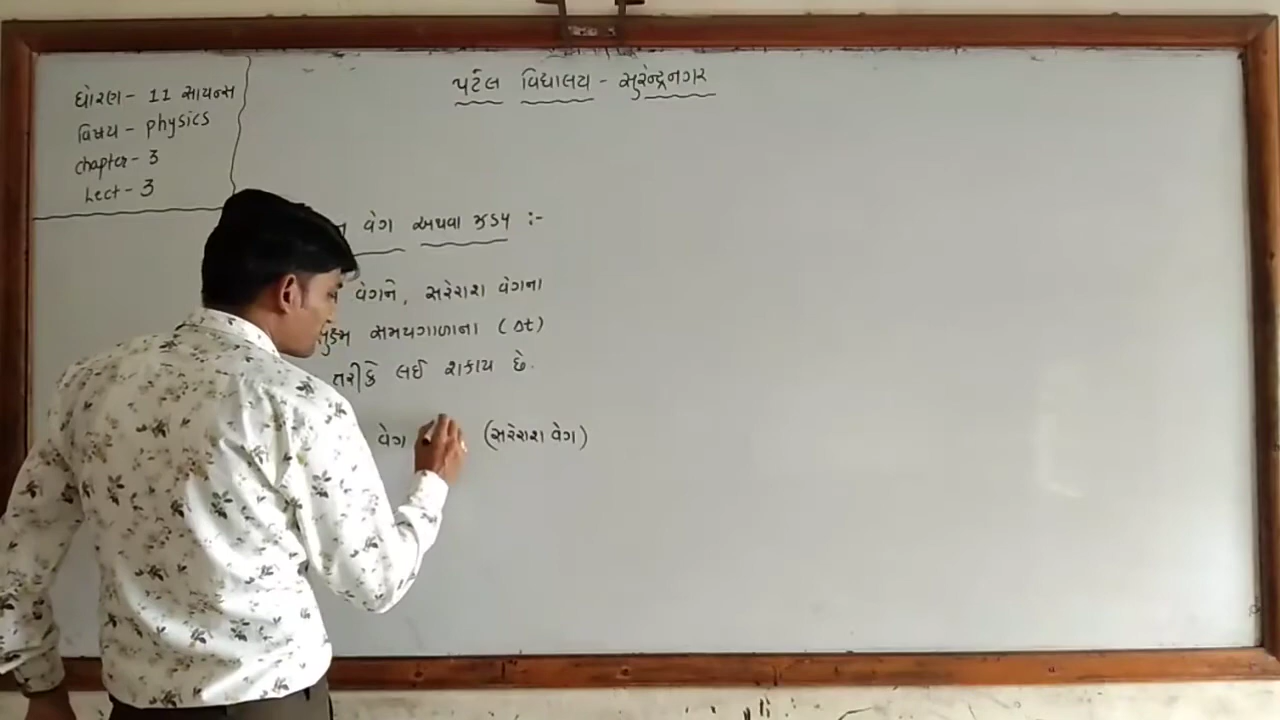 પટેલ વિદ્યાલય - સુરેન્દ્રનગર
ધોરણ - 11 સાયન્સ
વિષય - physics
chapter - 3
Lect - 3
વેગ અથવા ઝડપ :-
વેગને, સરેરાશ વેગના
સમયગાળાના (Δt)
તરીકે લઈ શકાય છે.
વેગ (સરેરાશ વેગ)